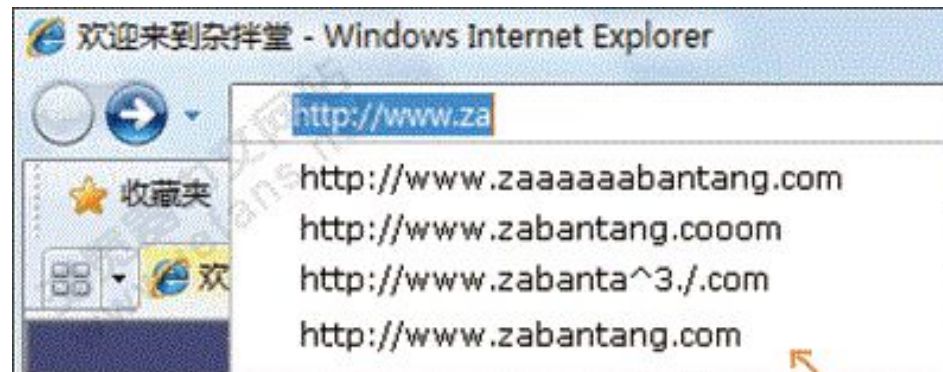 欢迎来到杂拌堂 - Windows Internet Explorer
http://www.za
http://www.zaaaaaabantang.com
收藏夹
http://www.zabantang.cooom
欢
http://www.zabanta^3./.com
http://www.zabantang.com